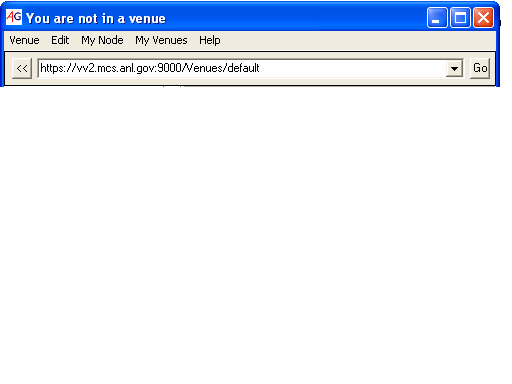 AG You are not in a venue
Venue Edit My Node My Venues Help
<< https://vv2.mcs.anl.gov:9000/Venues/default Go